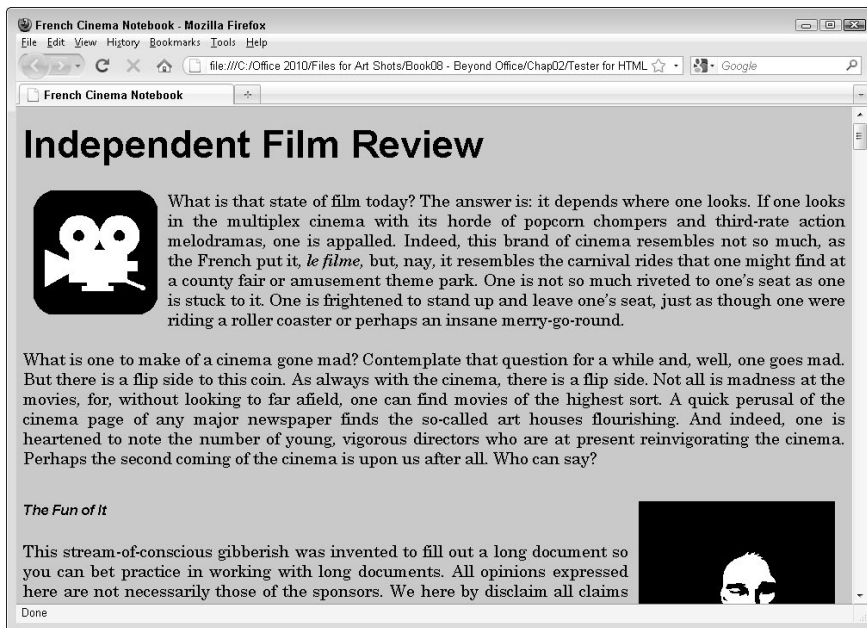 French Cinema Notebook - Mozilla Firefox
File Edit View History Bookmarks Tools Help
file:///C:/Office 2010/Files for Art Shots/Book08 - Beyond Office/Chap02/Tester for HTML
Google
French Cinema Notebook
Independent Film Review
What is that state of film today? The answer is: it depends where one looks. If one looks
in the multiplex cinema with its horde of popcorn chompers and third-rate action
melodramas, one is appalled. Indeed, this brand of cinema resembles not so much, as
the French put it, le filme, but, nay, it resembles the carnival rides that one might find at
a county fair or amusement theme park. One is not so much riveted to one's seat as one
is stuck to it. One is frightened to stand up and leave one's seat, just as though one were
riding a roller coaster or perhaps an insane merry-go-round.
What is one to make of a cinema gone mad? Contemplate that question for a while and, well, one goes mad.
But there is a flip side to this coin. As always with the cinema, there is a flip side. Not all is madness at the
movies, for, without looking to far afield, one can find movies of the highest sort. A quick perusal of the
cinema page of any major newspaper finds the so-called art houses flourishing. And indeed, one is
heartened to note the number of young, vigorous directors who are at present reinvigorating the cinema.
Perhaps the second coming of the cinema is upon us after all. Who can say?
The Fun of It
This stream-of-conscious gibberish was invented to fill out a long document so
you can bet practice in working with long documents. All opinions expressed
here are not necessarily those of the sponsors. We here by disclaim all claims
Done